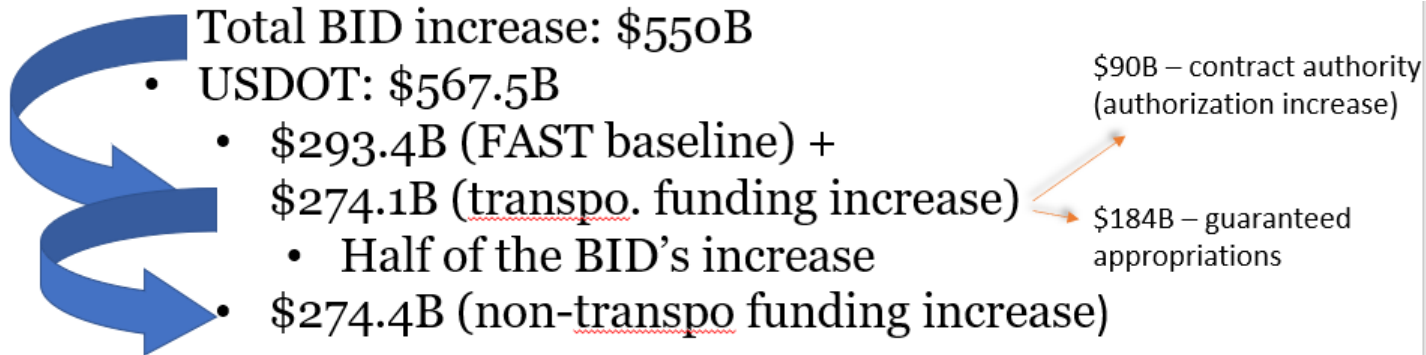 Total BID increase: $550B
• USDOT: $567.5B
• $293.4B (FAST baseline) +
$274.1B (transpo. funding increase)
• Half of the BID's increase
• $274.4B (non-transpo funding increase)
$90B – contract authority
(authorization increase)
$184B – guaranteed
appropriations